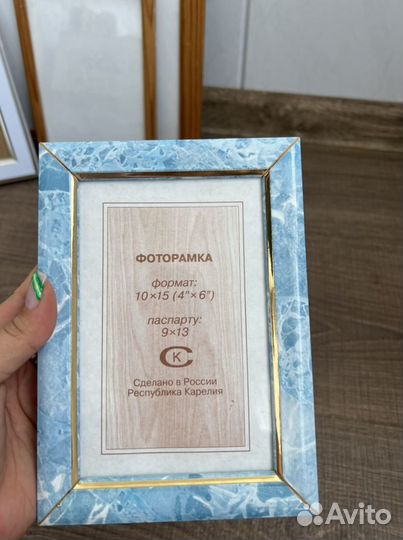 ФОТОРАМКА
формат:
10×15 (4"×6")
паспарту:
9×13
СК
Сделано в России
Республика Карелия
Avito